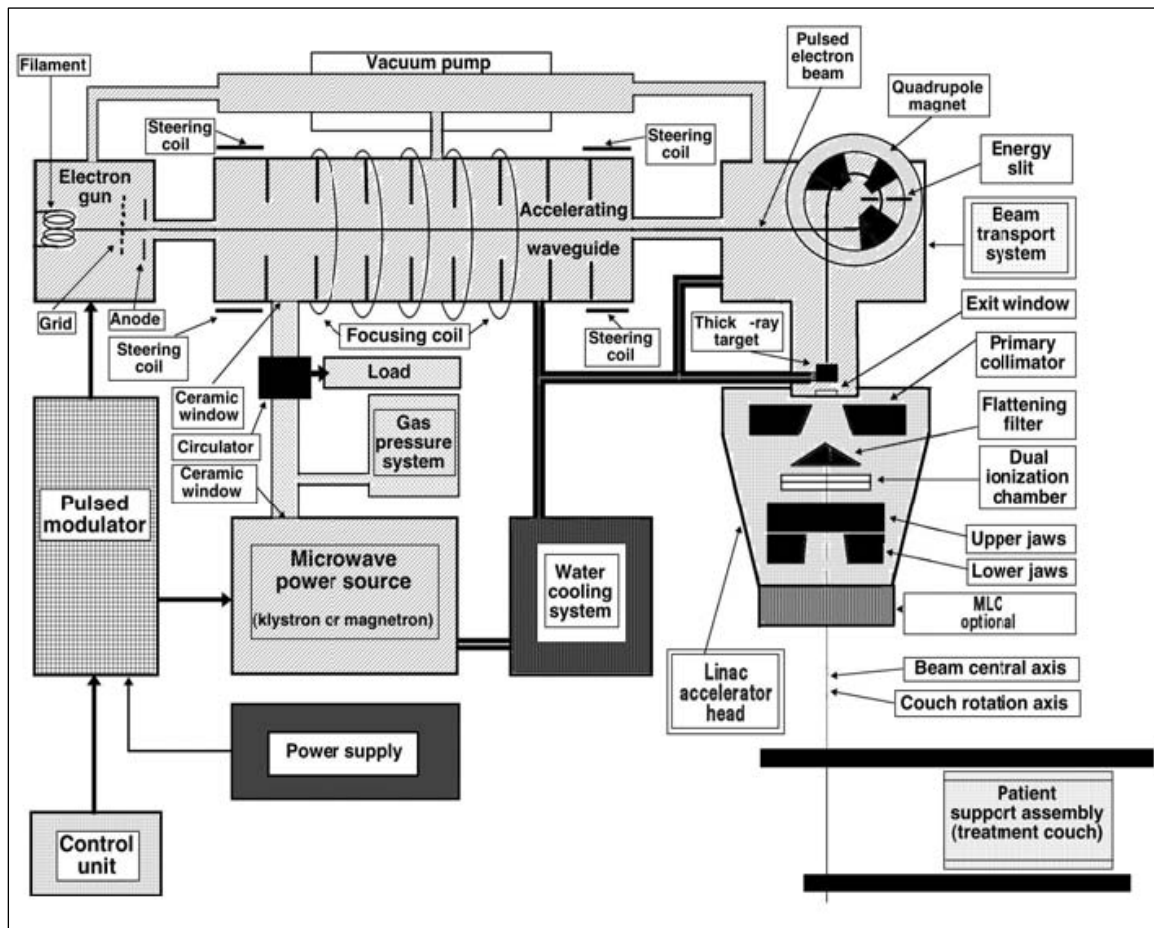 Filament
Vacuum pump
Pulsed
electron
beam
Quadrupole
magnet
Steering
coil
Steering
coil
Energy
slit
Electron
gun
Accelerating
waveguide
Beam
transport
system
Grid
Anode
Steering
coil
Focusing coil
Steering
coil
Thick -ray
target
Exit window
Primary
collimator
Load
Ceramic
window
Circulator
Ceramic
window
Gas
pressure
system
Flattening
filter
Dual
ionization
chamber
Pulsed
modulator
Microwave
power source
(klystron or magnetron)
Water
cooling
system
Upper jaws
Lower jaws
MLC
optional
Linac
accelerator
head
Beam central axis
Couch rotation axis
Power supply
Control
unit
Patient
support assembly
(treatment couch)